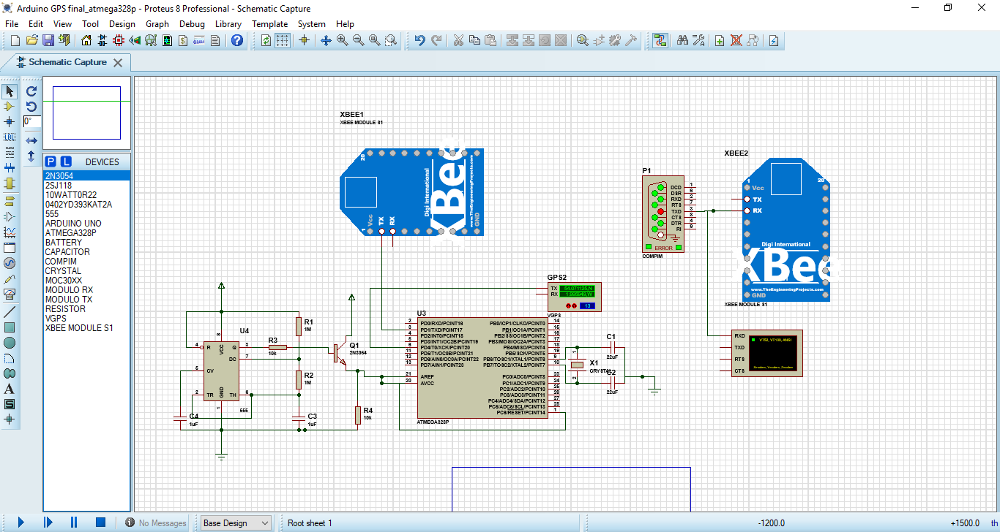 Arduino GPS final_atmega328p - Proteus 8 Professional - Schematic Capture
File Edit View Tool Design Graph Debug Library Template System Help
Schematic Capture
0°
LBL
P L DEVICES
2N3054
2SJ118
10WATT0R22
0402YD393KAT2A
555
ARDUINO UNO
ATMEGA328P
BATTERY
CAPACITOR
COMPIM
CRYSTAL
MOC30XX
MODULO RX
MODULO TX
RESISTOR
VGPS
XBEE MODULE S1
XBEE1
XBEE MODULE S1
20
1
Vcc
TX
RX
Digi International
XBee
www.TheEngineeringProjects.com
GND
XBEE2
1
20
Vcc
TX
RX
Digi International
XBee
www.TheEngineeringProjects.com
GND
XBEE MODULE S1
P1
DCD 1
DSR 6
RXD 2
RTS 7
TXD 3
CTS 8
DTR 4
RI 9
ERROR
COMPIM
GPS2
TX
RX
13
VGPS
RXD
TXD
RTS
CTS
VT52, VT100, ANSI
Xmodem, Ymodem, Zmodem
U4
R
VCC
Q
DC
CV
TR
GND
TH
4
8
3
7
5
2
6
1
555
R1
1M
R2
1M
R3
10k
R4
10k
C3
1uF
C4
1uF
Q1
2N3054
U3
2 PD0/RXD/PCINT16
3 PD1/TXD/PCINT17
4 PD2/INT0/PCINT18
5 PD3/INT1/OC2B/PCINT19
6 PD4/T0/XCK/PCINT20
11 PD5/T1/OC0B/PCINT21
12 PD6/AIN0/OC0A/PCINT22
13 PD7/AIN1/PCINT23
21 AREF
20 AVCC
PB0/ICP1/CLKO/PCINT0 14
PB1/OC1A/PCINT1 15
PB2/SS/OC1B/PCINT2 16
PB3/MOSI/OC2A/PCINT3 17
PB4/MISO/PCINT4 18
PB5/SCK/PCINT5 19
PB6/TOSC1/XTAL1/PCINT6 9
PB7/TOSC2/XTAL2/PCINT7 10
PC0/ADC0/PCINT8 23
PC1/ADC1/PCINT9 24
PC2/ADC2/PCINT10 25
PC3/ADC3/PCINT11 26
PC4/ADC4/SDA/PCINT12 27
PC5/ADC5/SCL/PCINT13 28
PC6/RESET/PCINT14 1
ATMEGA328P
X1
CRYSTAL
1
2
C1
22uF
C2
22uF
No Messages
Base Design
Root sheet 1
-1200.0
+1500.0
th